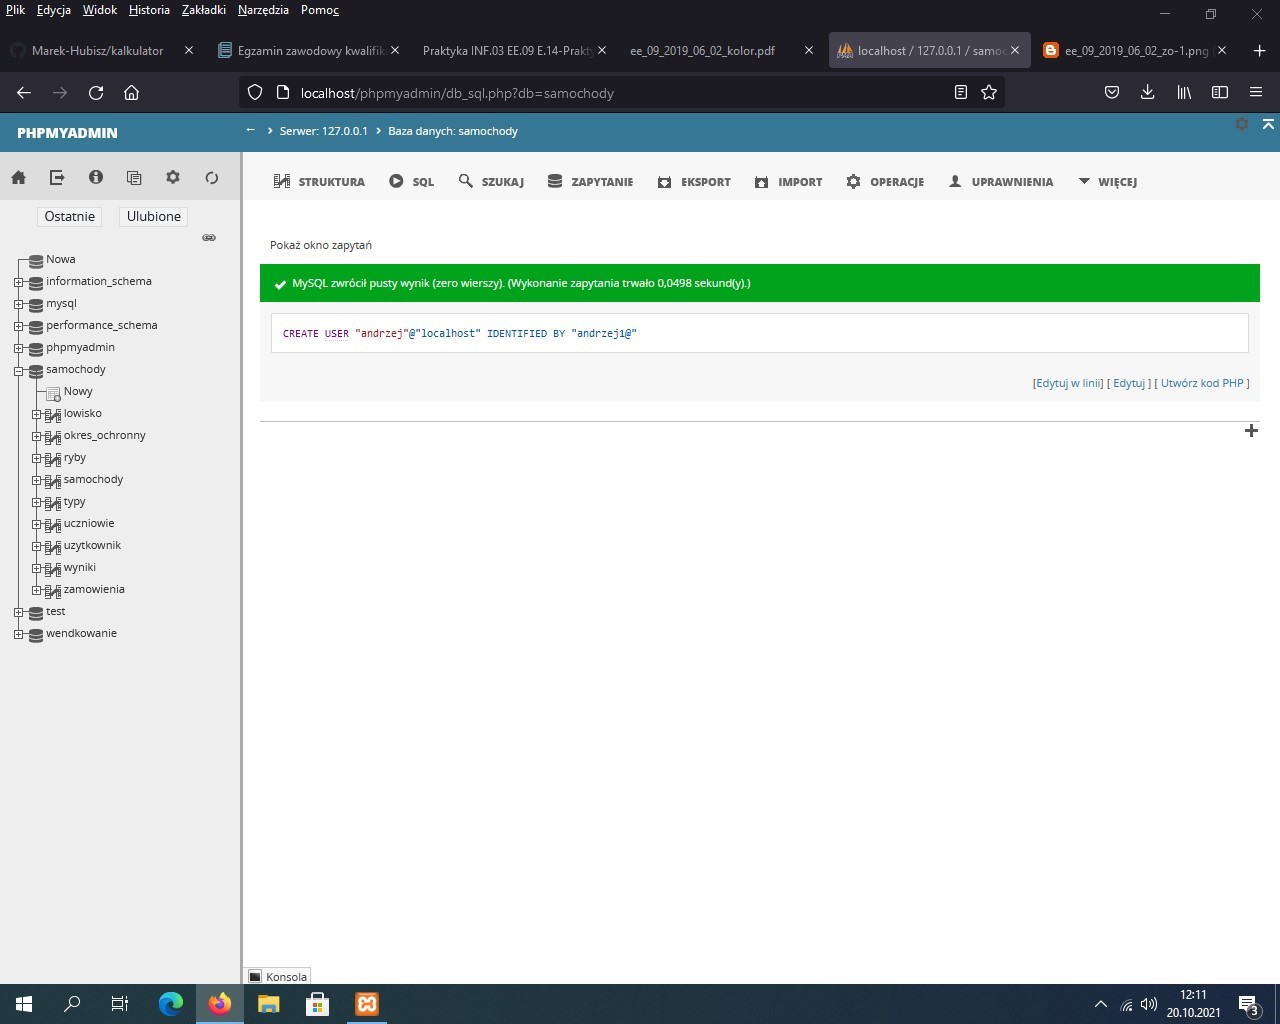 Plik Edycja Widok Historia Zakładki Narzędzia Pomoc
Marek-Hubisz/kalkulator
Egzamin zawodowy kwalifik
Praktyka INF.03 EE.09 E.14-Prakty
ee_09_2019_06_02_kolor.pdf
localhost / 127.0.0.1 / samoc
ee_09_2019_06_02_zo-1.png
localhost/phpmyadmin/db_sql.php?db=samochody
PHPMYADMIN
Serwer: 127.0.0.1
Baza danych: samochody
STRUKTURA SQL SZUKAJ ZAPYTANIE EKSPORT IMPORT OPERACJE UPRAWNIENIA WIĘCEJ
Ostatnie Ulubione
Nowa
information_schema
mysql
performance_schema
phpmyadmin
samochody
Nowy
lowisko
okres_ochronny
ryby
samochody
typy
uczniowie
uzytkownik
wyniki
zamowienia
test
wendkowanie
Pokaż okno zapytań
MySQL zwrócił pusty wynik (zero wierszy). (Wykonanie zapytania trwało 0,0498 sekund(y).)
CREATE USER "andrzej"@"localhost" IDENTIFIED BY "andrzej1@"
[Edytuj w linii] [ Edytuj ] [ Utwórz kod PHP ]
Konsola
12:11
20.10.2021
3